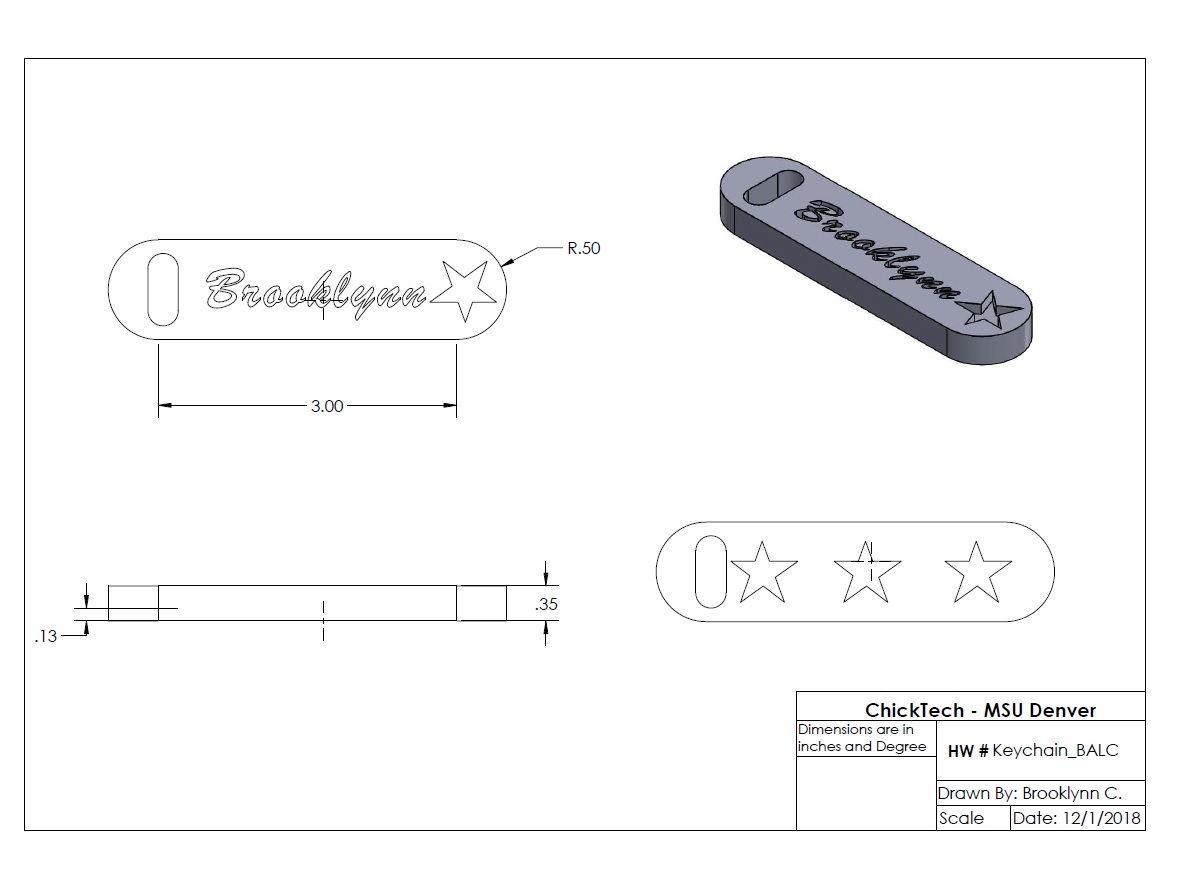 R.50
Brooklynn
Brooklynn
3.00
.35
.13
ChickTech - MSU Denver
Dimensions are in
inches and Degree
HW # Keychain_BALC
Drawn By: Brooklynn C.
Scale
Date: 12/1/2018